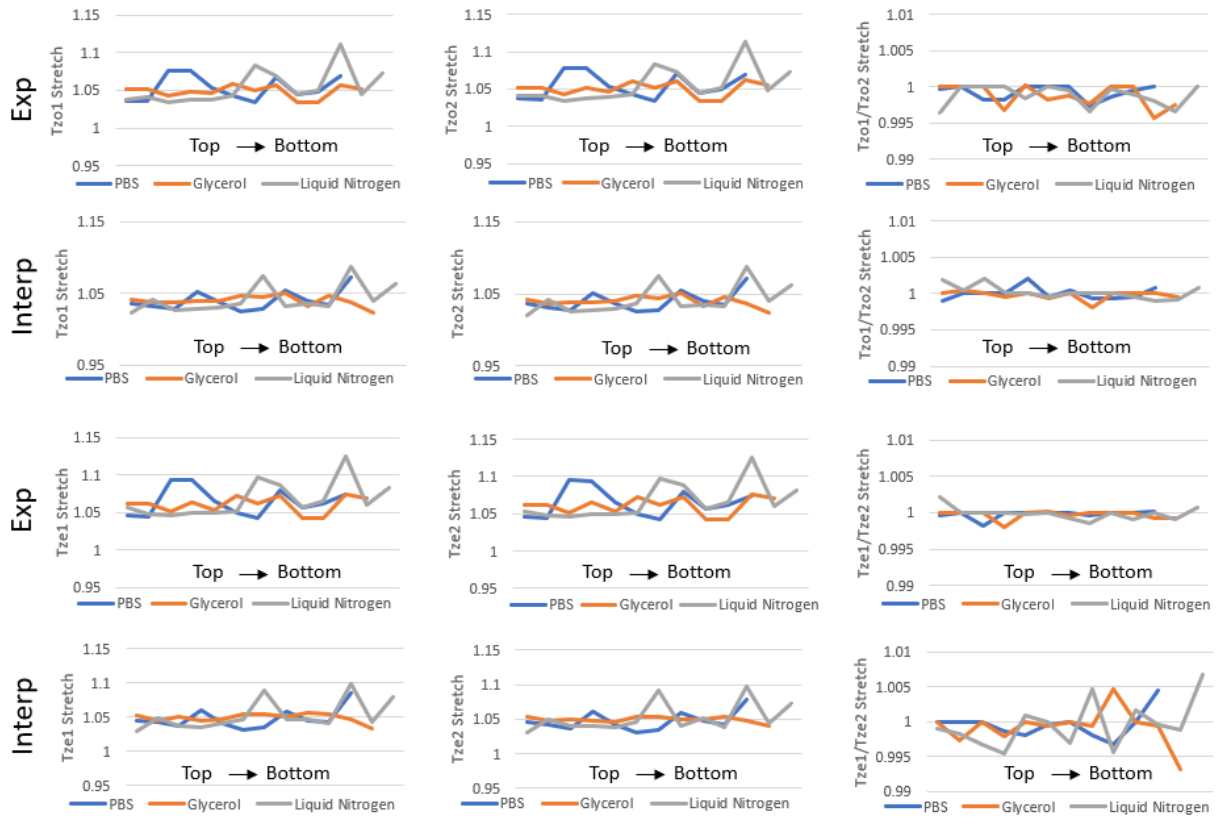 Exp
Tzo1 Stretch
1.15
1.1
1.05
1
0.95
Top → Bottom
PBS Glycerol Liquid Nitrogen
Tzo2 Stretch
1.15
1.1
1.05
1
0.95
Top → Bottom
PBS Glycerol Liquid Nitrogen
Tzo1/Tzo2 Stretch
1.01
1.005
1
0.995
0.99
Top → Bottom
PBS Glycerol Liquid Nitrogen
Interp
Tzo1 Stretch
1.15
1.05
0.95
Top → Bottom
PBS Glycerol Liquid Nitrogen
Tzo2 Stretch
1.15
1.05
0.95
Top → Bottom
PBS Glycerol Liquid Nitrogen
Tzo1/Tzo2 Stretch
1.01
1.005
1
0.995
0.99
Top → Bottom
PBS Glycerol Liquid Nitrogen
Exp
Tze1 Stretch
1.15
1.1
1.05
1
0.95
Top → Bottom
PBS Glycerol Liquid Nitrogen
Tze2 Stretch
1.15
1.1
1.05
1
0.95
Top → Bottom
PBS Glycerol Liquid Nitrogen
Tze1/Tze2 Stretch
1.01
1.005
1
0.995
0.99
Top → Bottom
PBS Glycerol Liquid Nitrogen
Interp
Tze1 Stretch
1.15
1.1
1.05
1
0.95
Top → Bottom
PBS Glycerol Liquid Nitrogen
Tze2 Stretch
1.15
1.1
1.05
1
0.95
Top → Bottom
PBS Glycerol Liquid Nitrogen
Tze1/Tze2 Stretch
1.01
1.005
1
0.995
0.99
Top → Bottom
PBS Glycerol Liquid Nitrogen